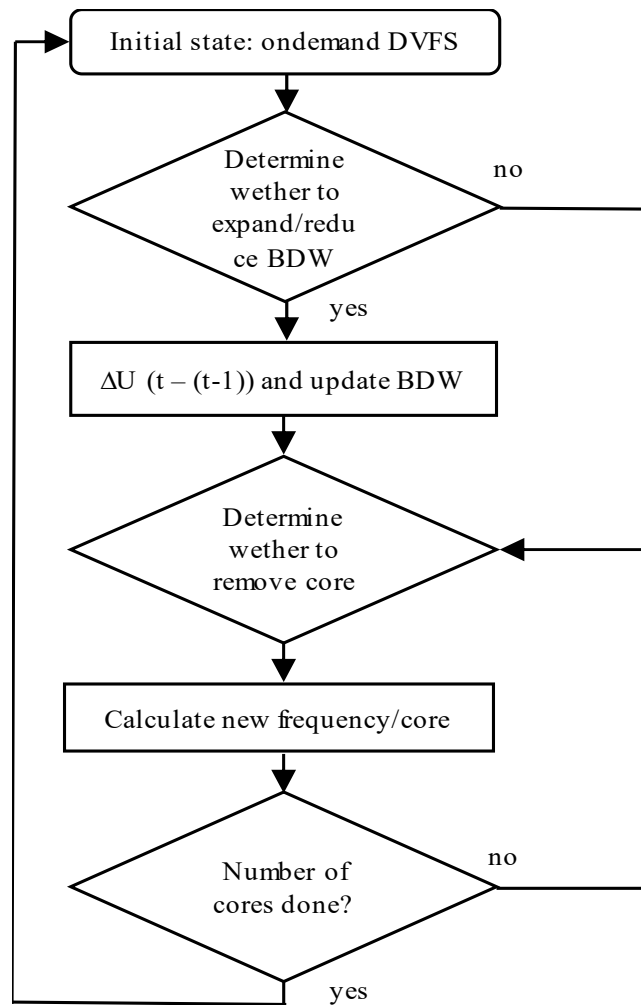 Initial state: ondemand DVFS
Determine
wether to
expand/redu
ce BDW
no
yes
ΔU (t – (t-1)) and update BDW
Determine
wether to
remove core
Calculate new frequency/core
Number of
cores done?
no
yes